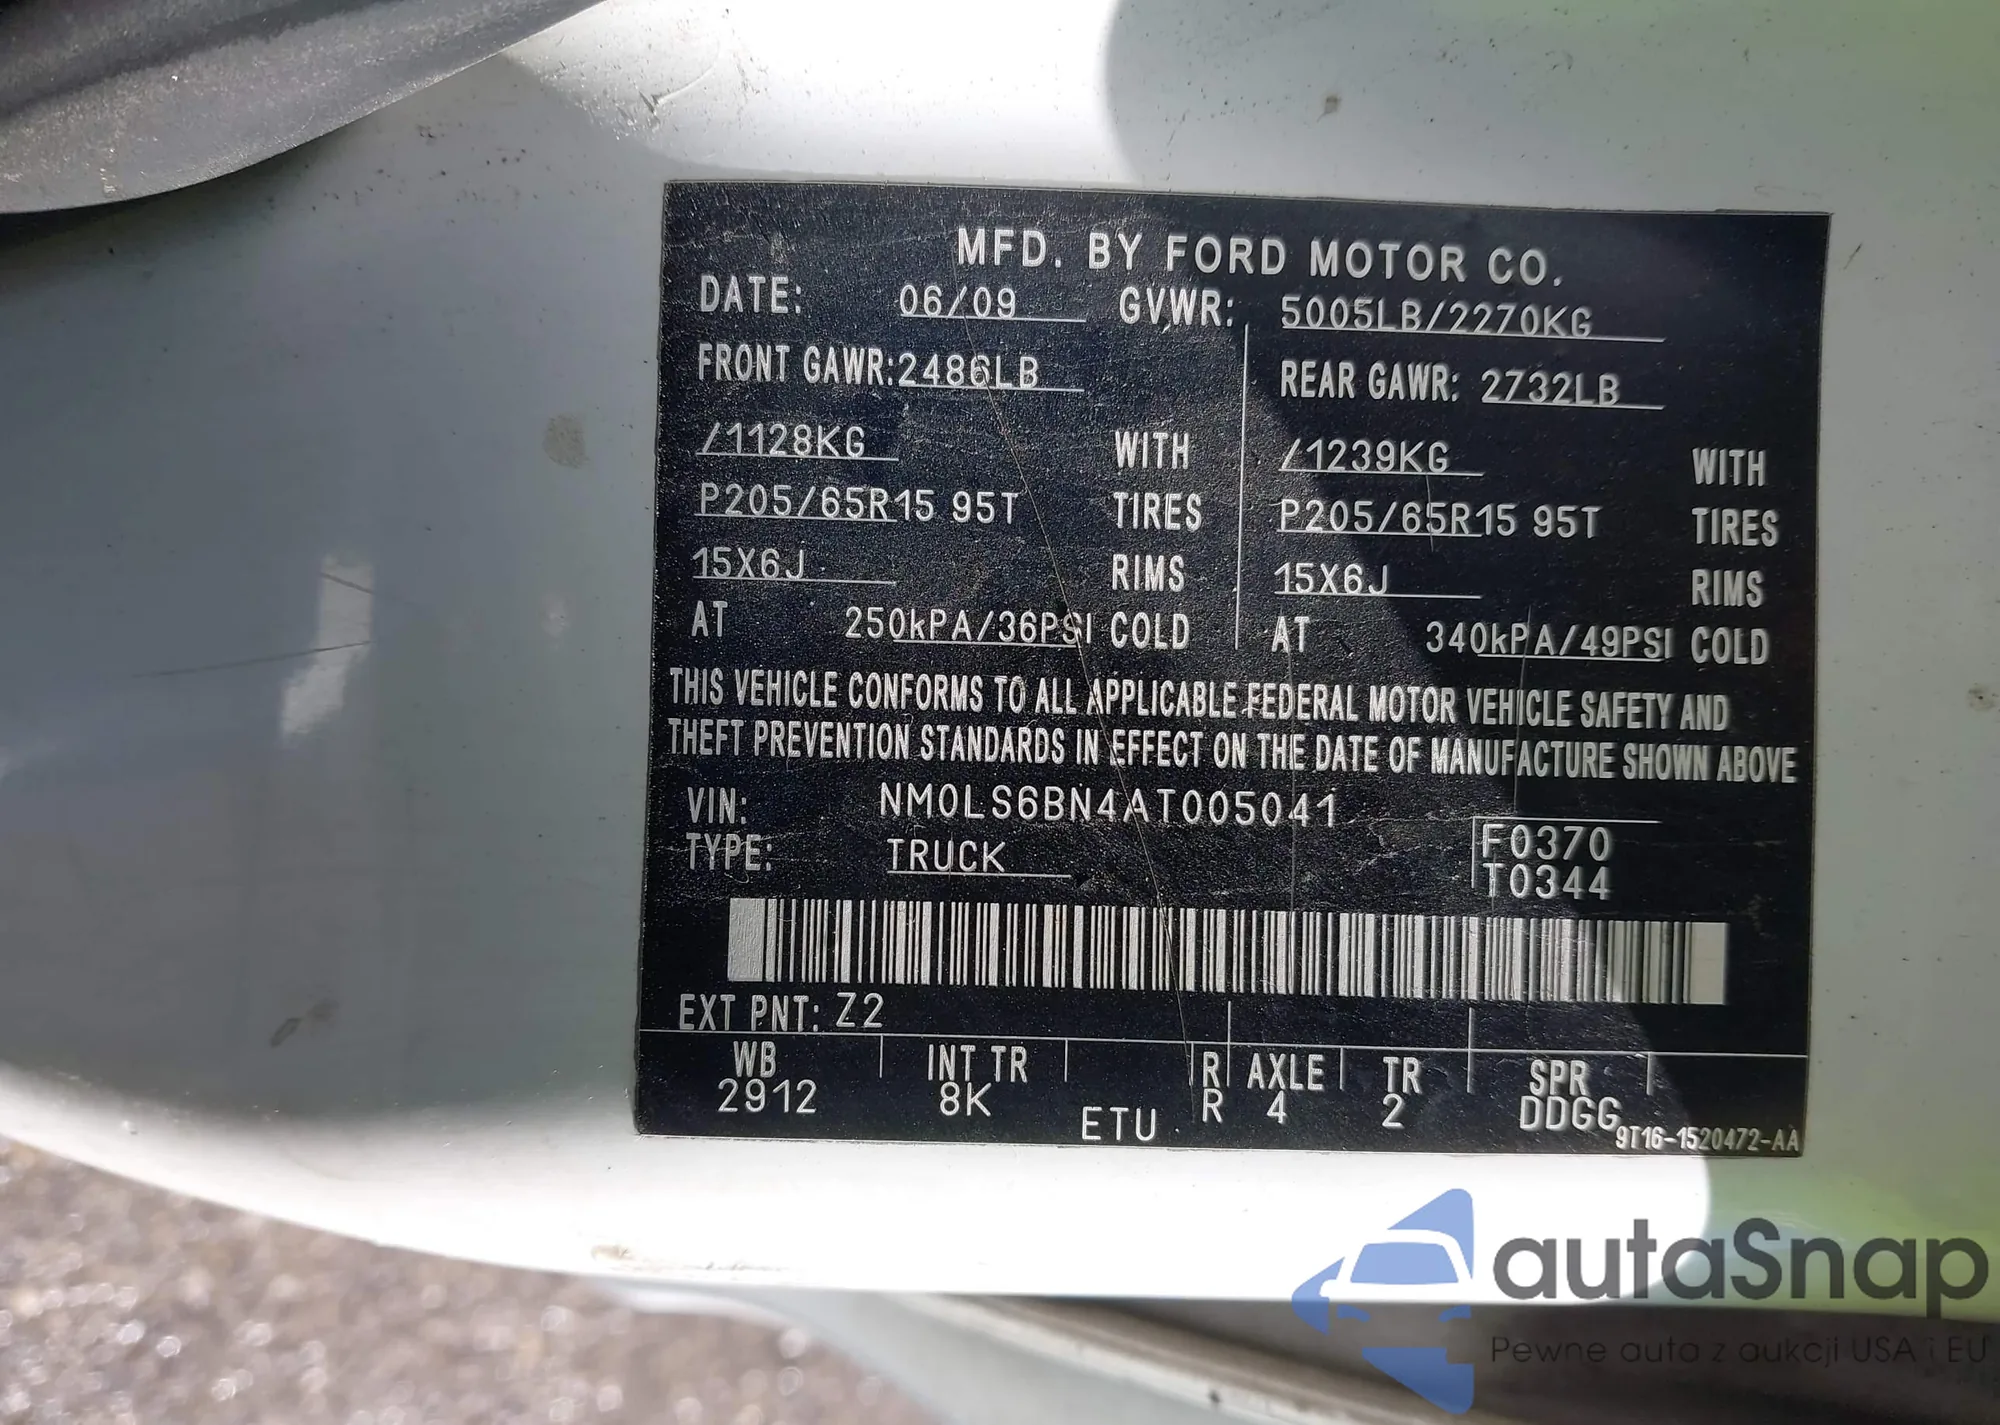 MFD. BY FORD MOTOR CO.
DATE: 06/09 GVWR: 5005LB/2270KG
FRONT GAWR: 2486LB REAR GAWR: 2732LB
/1128KG WITH /1239KG WITH
P205/65R15 95T TIRES P205/65R15 95T TIRES
15X6J RIMS 15X6J RIMS
AT 250kPA/36PSI COLD AT 340kPA/49PSI COLD
THIS VEHICLE CONFORMS TO ALL APPLICABLE FEDERAL MOTOR VEHICLE SAFETY AND
THEFT PREVENTION STANDARDS IN EFFECT ON THE DATE OF MANUFACTURE SHOWN ABOVE
VIN: NM0LS6BN4AT005041
TYPE: TRUCK
F0370
T0344
EXT PNT: Z2
WB INT TR R AXLE TR SPR
2912 8K ETU R 4 2 DDGG
9T16-1520472-AA
autaSnap
Pewne auta z aukcji USA i EU